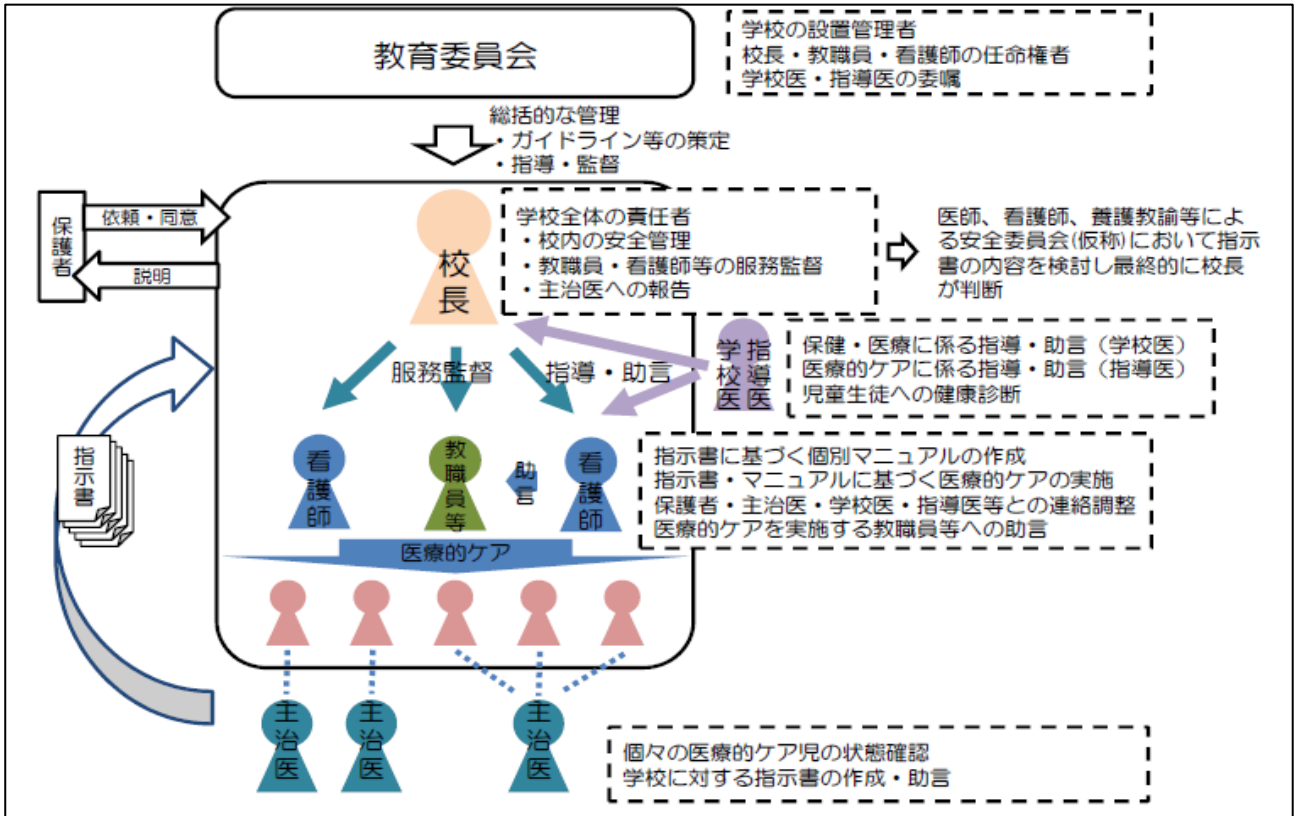 教育委員会
学校の設置管理者
校長・教職員・看護師の任命権者
学校医・指導医の委嘱
総括的な管理
・ガイドライン等の策定
・指導・監督
保護者
依頼・同意
説明
校長
学校全体の責任者
・校内の安全管理
・教職員・看護師等の服務監督
・主治医への報告
医師、看護師、養護教諭等によ
る安全委員会(仮称)において指示
書の内容を検討し最終的に校長
が判断
服務監督
指導・助言
学校医
指導医
保健・医療に係る指導・助言（学校医）
医療的ケアに係る指導・助言（指導医）
児童生徒への健康診断
指示書
看護師
教職員等
助言
看護師
指示書に基づく個別マニュアルの作成
指示書・マニュアルに基づく医療的ケアの実施
保護者・主治医・学校医・指導医等との連絡調整
医療的ケアを実施する教職員等への助言
医療的ケア
主治医
主治医
主治医
個々の医療的ケア児の状態確認
学校に対する指示書の作成・助言